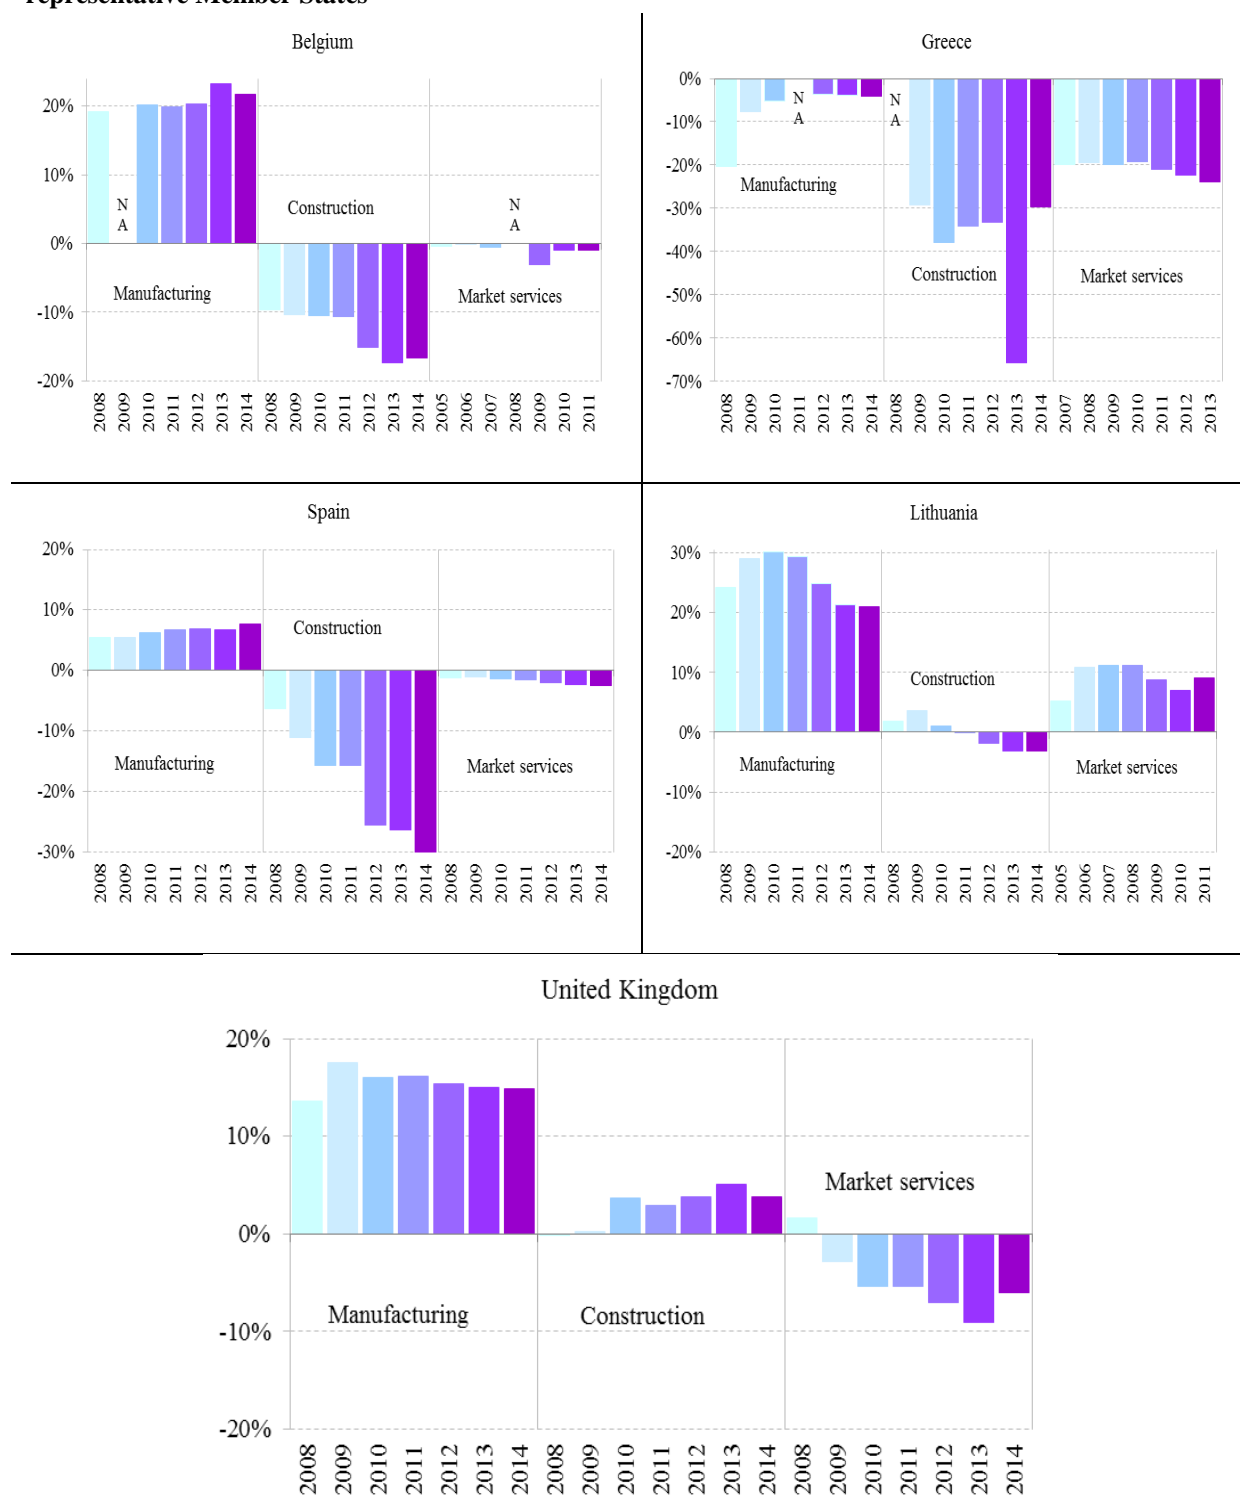 representative Member States
Belgium
20%
10%
0%
-10%
-20%
N
A
N
A
Construction
Manufacturing
Market services
2008 2009 2010 2011 2012 2013 2014 2008 2009 2010 2011 2012 2013 2014 2005 2006 2007 2008 2009 2010 2011
Greece
0%
-10%
-20%
-30%
-40%
-50%
-60%
-70%
N
A
N
A
Manufacturing
Construction
Market services
2008 2009 2010 2011 2012 2013 2014 2008 2009 2010 2011 2012 2013 2014 2007 2008 2009 2010 2011 2012 2013
Spain
20%
10%
0%
-10%
-20%
-30%
Construction
Manufacturing
Market services
2008 2009 2010 2011 2012 2013 2014 2008 2009 2010 2011 2012 2013 2014 2008 2009 2010 2011 2012 2013 2014
Lithuania
30%
20%
10%
0%
-10%
-20%
Construction
Manufacturing
Market services
2008 2009 2010 2011 2012 2013 2014 2008 2009 2010 2011 2012 2013 2014 2005 2006 2007 2008 2009 2010 2011
United Kingdom
20%
10%
0%
-10%
-20%
Market services
Manufacturing
Construction
2008 2009 2010 2011 2012 2013 2014 2008 2009 2010 2011 2012 2013 2014 2008 2009 2010 2011 2012 2013 2014